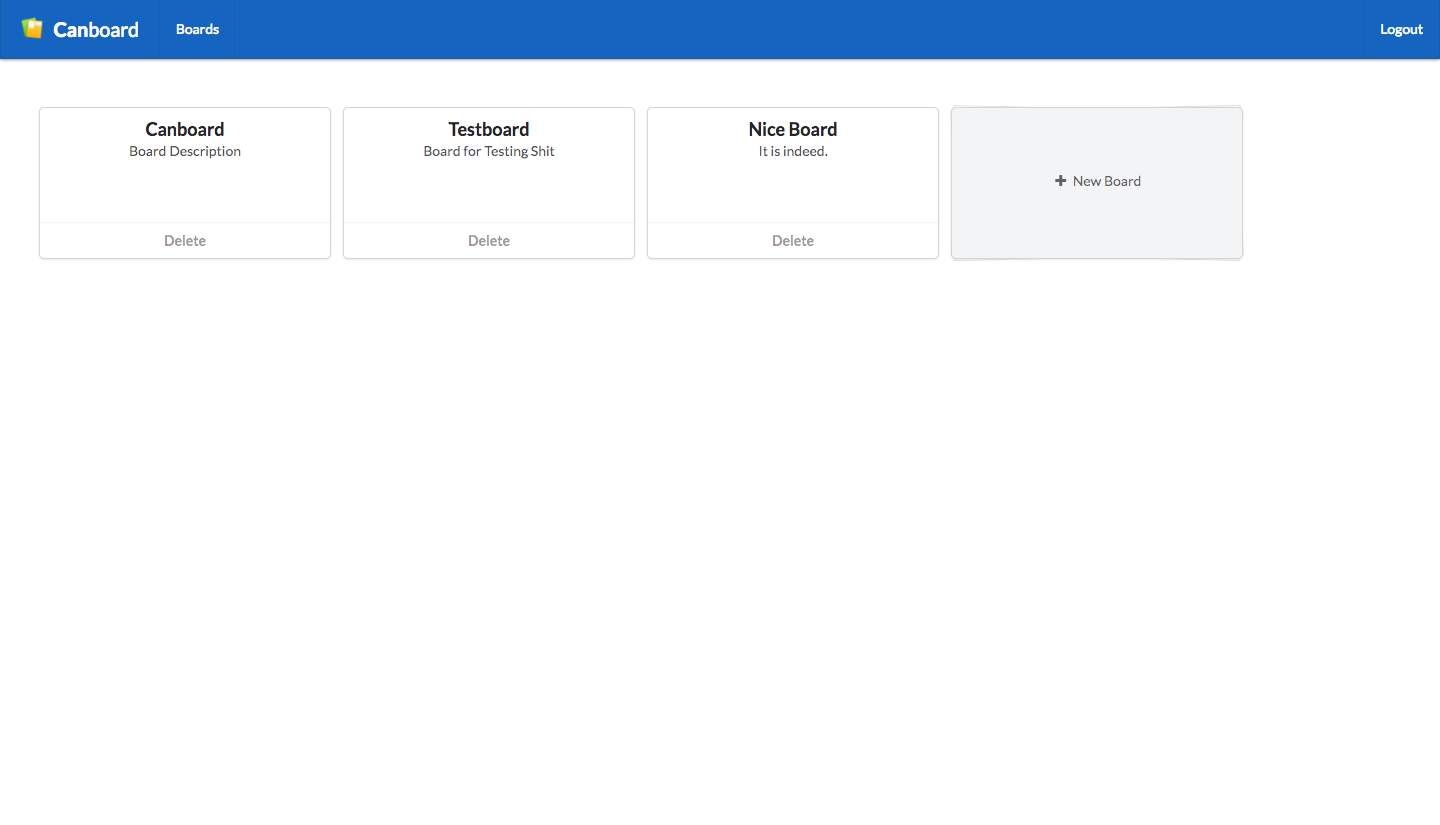 Canboard
Boards
Logout
Canboard
Board Description
Delete
Testboard
Board for Testing Shit
Delete
Nice Board
It is indeed.
Delete
New Board